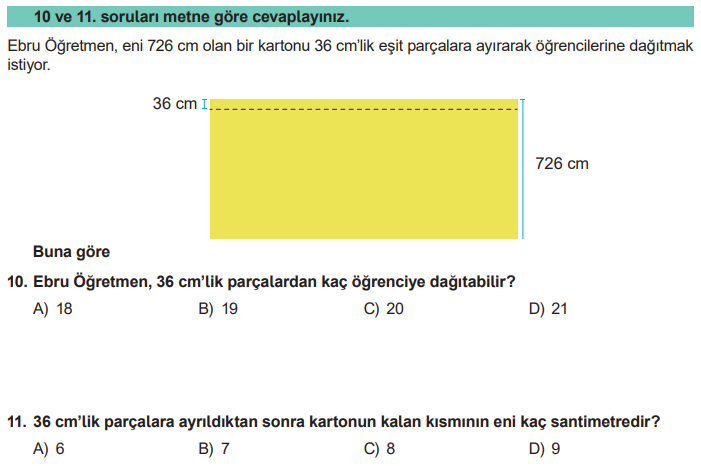 10 ve 11. soruları metne göre cevaplayınız.
Ebru Öğretmen, eni 726 cm olan bir kartonu 36 cm'lik eşit parçalara ayırarak öğrencilerine dağıtmak
istiyor.
36 cm
726 cm
Buna göre
10. Ebru Öğretmen, 36 cm'lik parçalardan kaç öğrenciye dağıtabilir?
A) 18 B) 19 C) 20 D) 21
11. 36 cm'lik parçalara ayrıldıktan sonra kartonun kalan kısmının eni kaç santimetredir?
A) 6 B) 7 C) 8 D) 9